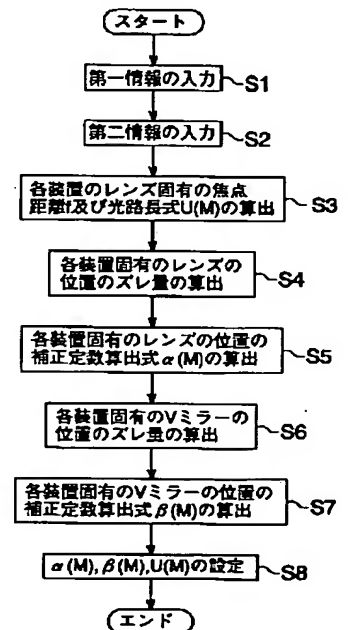 スタート
第一情報の入力
S1
第二情報の入力
S2
各装置のレンズ固有の焦点
距離f及び光路長式U(M)の算出
S3
各装置固有のレンズの
位置のズレ量の算出
S4
各装置固有のレンズの位置の
補正定数算出式α(M)の算出
S5
各装置固有のVミラーの
位置のズレ量の算出
S6
各装置固有のVミラーの位置の
補正定数算出式β(M)の算出
S7
α(M),β(M),U(M)の設定
S8
エンド